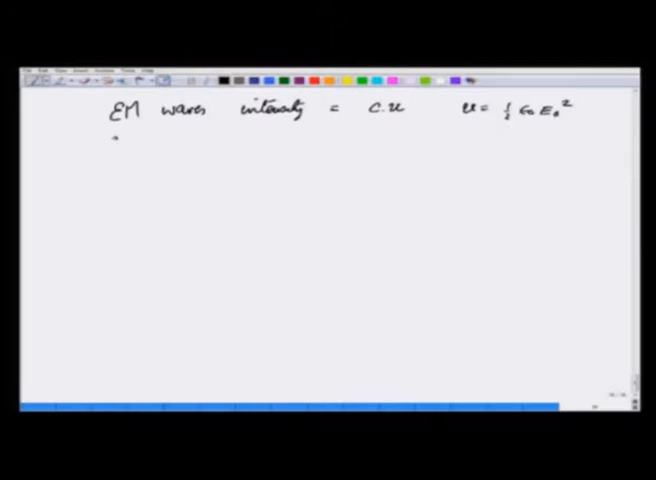 EM waves intensity = c.u u = 1/2 ε0 E0²